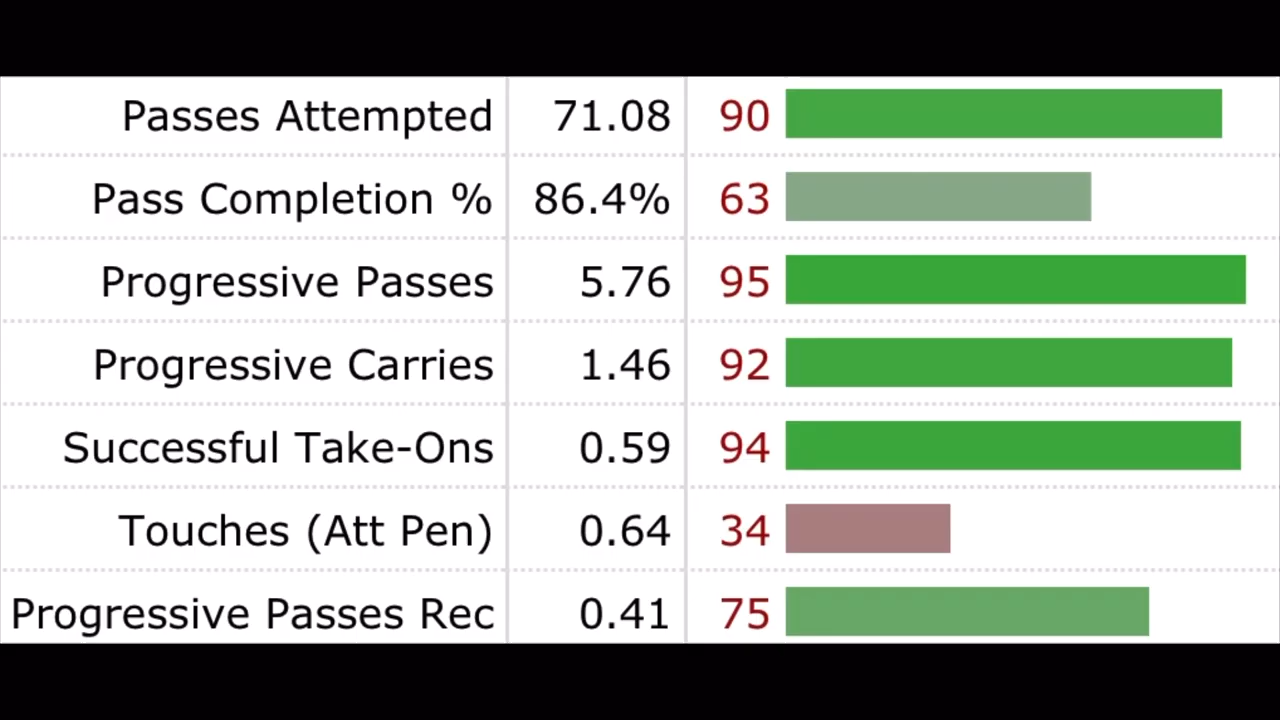 Passes Attempted 71.08 90
Pass Completion % 86.4% 63
Progressive Passes 5.76 95
Progressive Carries 1.46 92
Successful Take-Ons 0.59 94
Touches (Att Pen) 0.64 34
Progressive Passes Rec 0.41 75